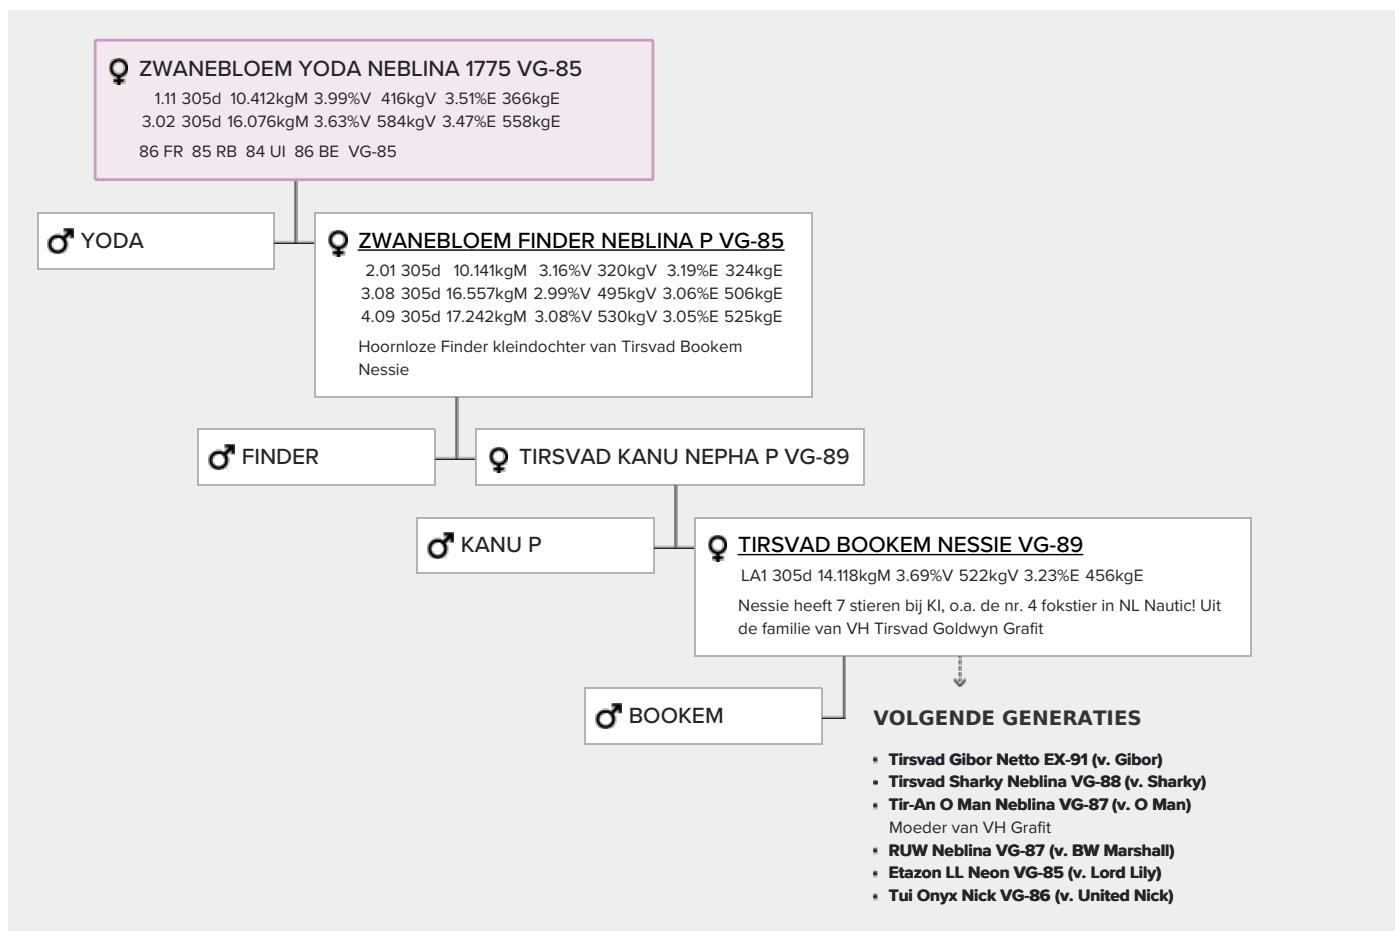 ZWANEBLOEM YODA NEBLINA 1775 VG-85
1.11 305d 10.412kgM 3.99%V 416kgV 3.51%E 366kgE
3.02 305d 16.076kgM 3.63%V 584kgV 3.47%E 558kgE
86 FR 85 RB 84 UI 86 BE VG-85
YODA
ZWANEBLOEM FINDER NEBLINA P VG-85
2.01 305d 10.141kgM 3.16%V 320kgV 3.19%E 324kgE
3.08 305d 16.557kgM 2.99%V 495kgV 3.06%E 506kgE
4.09 305d 17.242kgM 3.08%V 530kgV 3.05%E 525kgE
Hoornloze Finder kleindochter van Tirsvad Bookem
Nessie
FINDER
TIRSVAD KANU NEPHA P VG-89
KANU P
TIRSVAD BOOKEM NESSIE VG-89
LA1 305d 14.118kgM 3.69%V 522kgV 3.23%E 456kgE
Nessie heeft 7 stieren bij KI, o.a. de nr. 4 fokstier in NL Nautic! Uit
de familie van VH Tirsvad Goldwyn Grafit
BOOKEM
VOLGENDE GENERATIES
Tirsvad Gibor Netto EX-91 (v. Gibor)
Tirsvad Sharky Neblina VG-88 (v. Sharky)
Tir-An O Man Neblina VG-87 (v. O Man)
Moeder van VH Grafit
RUW Neblina VG-87 (v. BW Marshall)
Etazon LL Neon VG-85 (v. Lord Lily)
Tui Onyx Nick VG-86 (v. United Nick)